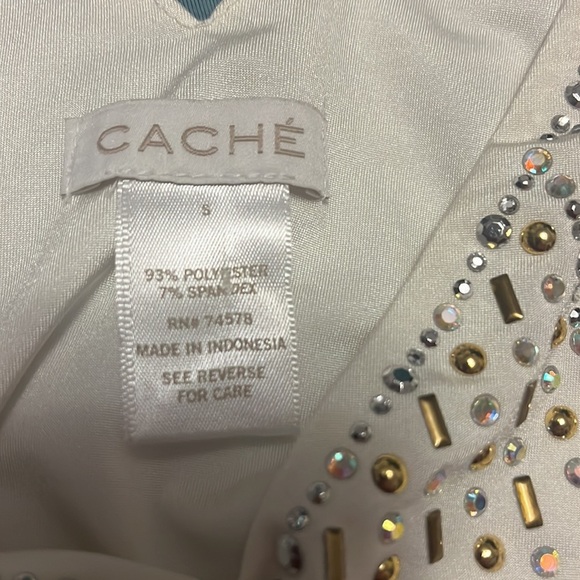 CACHÉ
S
93% POLYESTER
7% SPANDEX
RN# 74578
MADE IN INDONESIA
SEE REVERSE
FOR CARE